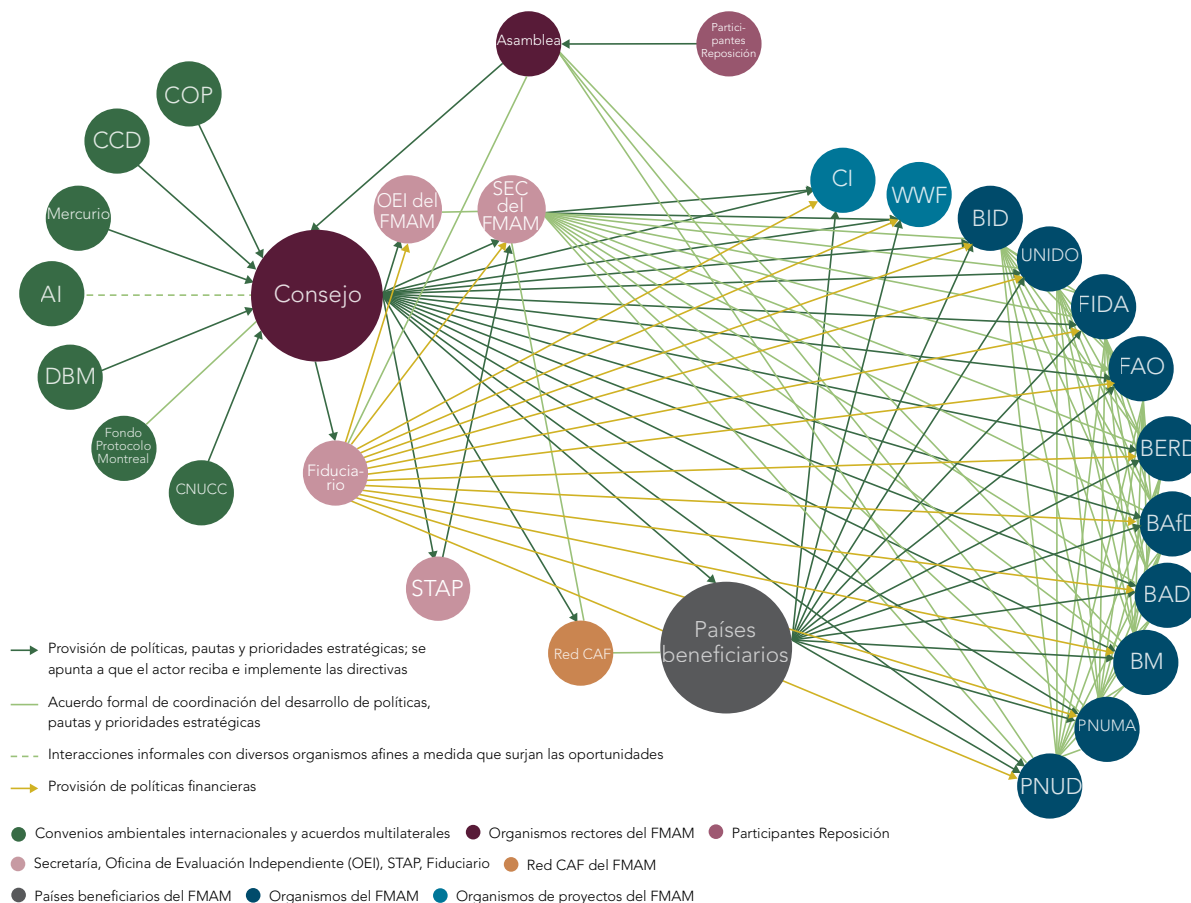 Asamblea
Partici-
pantes
Reposición
COP
CCD
Mercurio
AI
DBM
Fondo
Protocolo
Montreal
CNUCC
Consejo
OEI del
FMAM
SEC
del
FMAM
CI
WWF
BID
UNIDO
FIDA
FAO
BERD
BAfD
BAD
BM
PNUMA
PNUD
Fiducia-
rio
STAP
Red CAF
Países
beneficiarios
Provisión de políticas, pautas y prioridades estratégicas; se
apunta a que el actor reciba e implemente las directivas
Acuerdo formal de coordinación del desarrollo de políticas,
pautas y prioridades estratégicas
Interacciones informales con diversos organismos afines a medida que surjan las oportunidades
Provisión de políticas financieras
Convenios ambientales internacionales y acuerdos multilaterales Organismos rectores del FMAM Participantes Reposición
Secretaría, Oficina de Evaluación Independiente (OEI), STAP, Fiduciario Red CAF del FMAM
Países beneficiarios del FMAM Organismos del FMAM Organismos de proyectos del FMAM